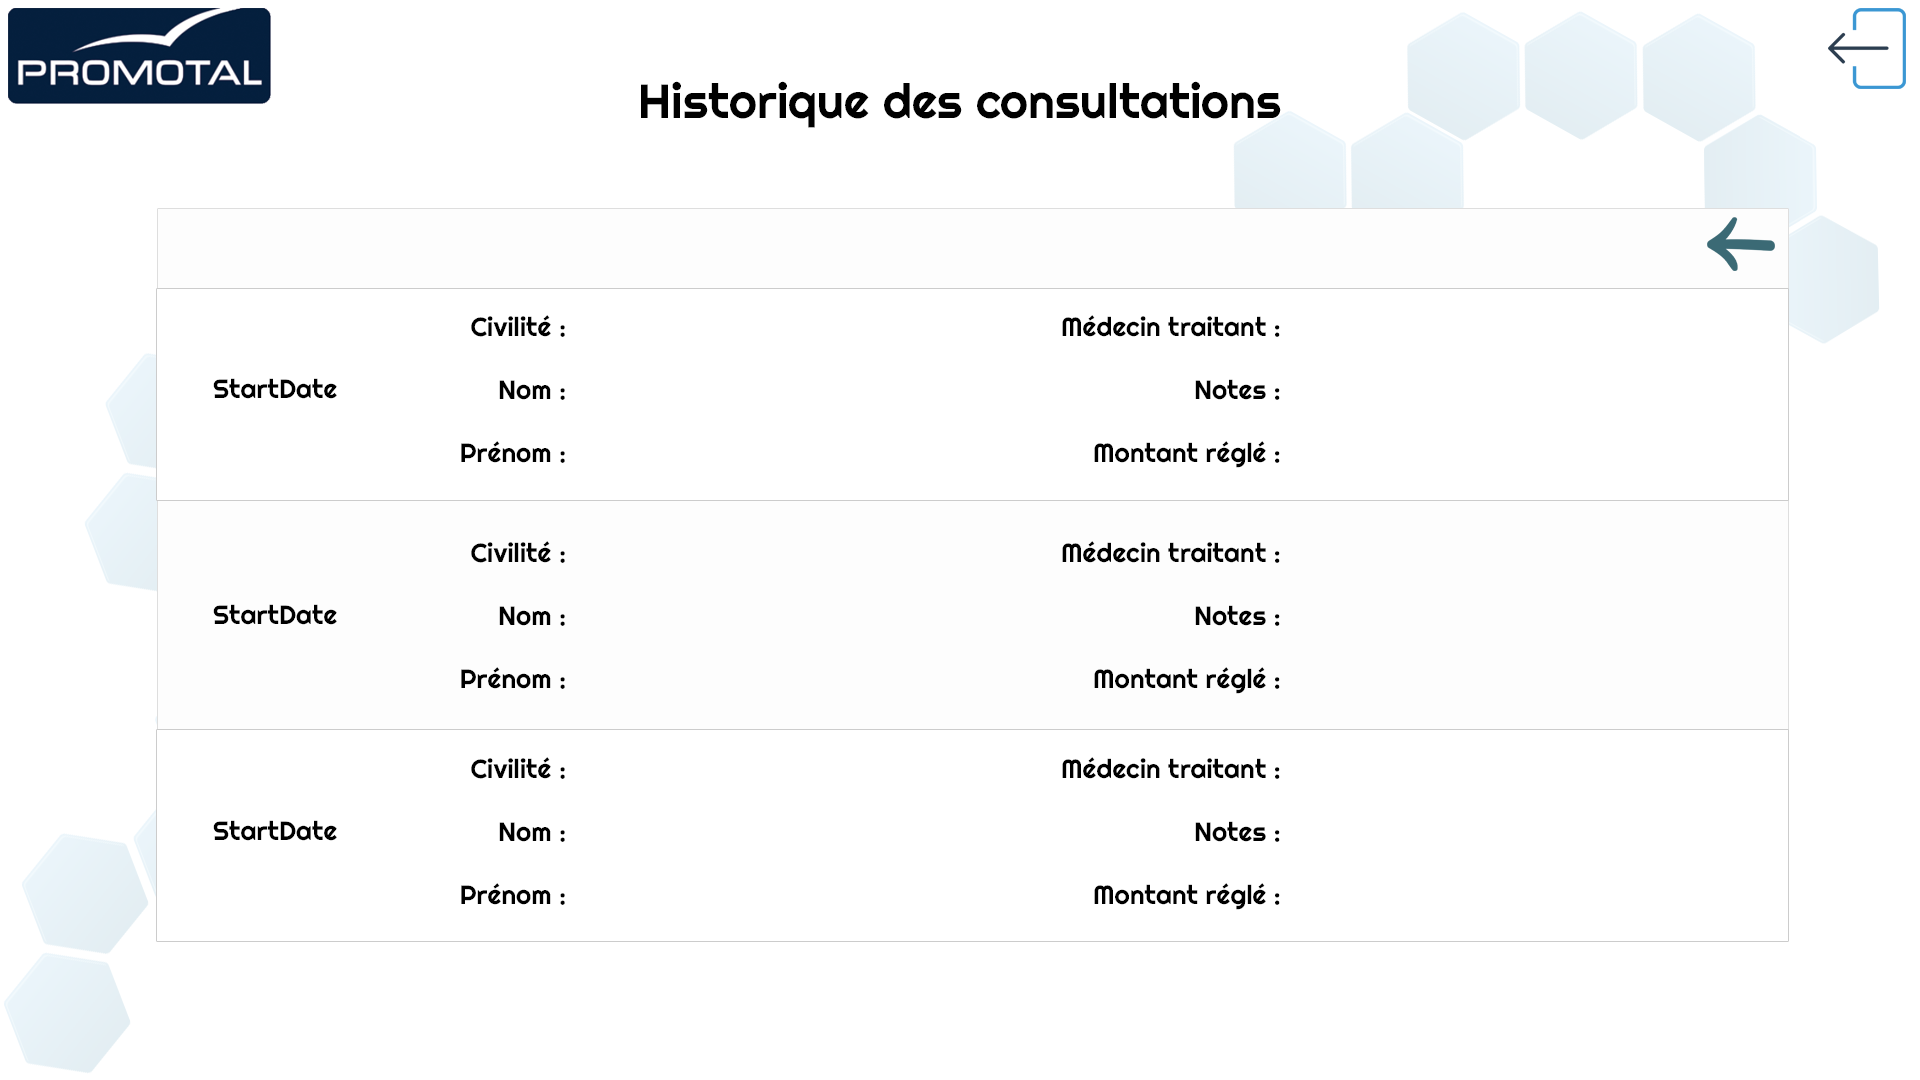 PROMOTAL
Historique des consultations
Civilité :
Médecin traitant :
StartDate
Nom :
Notes :
Prénom :
Montant réglé :
Civilité :
Médecin traitant :
StartDate
Nom :
Notes :
Prénom :
Montant réglé :
Civilité :
Médecin traitant :
StartDate
Nom :
Notes :
Prénom :
Montant réglé :